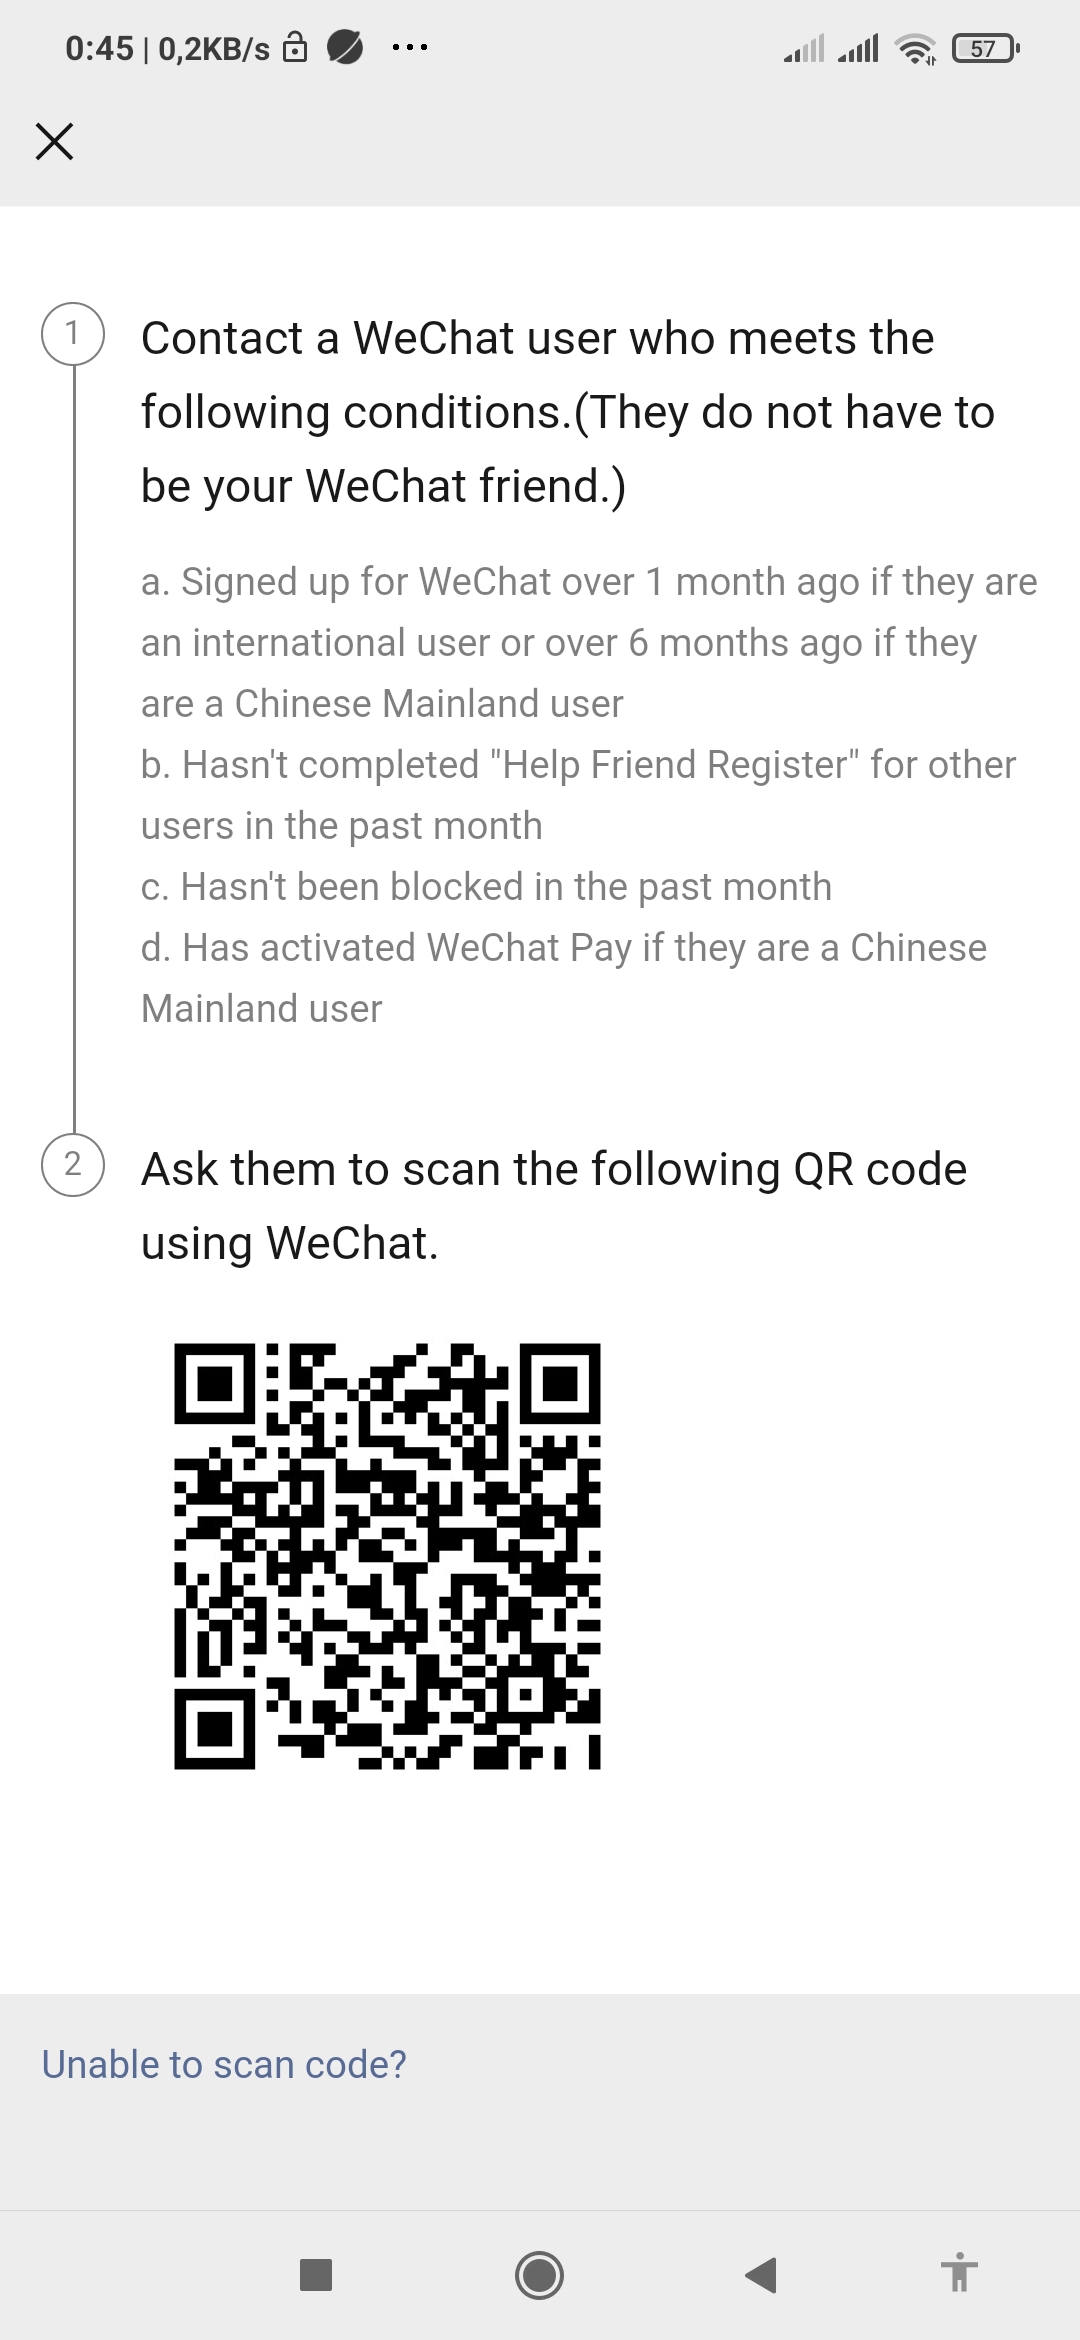 0:45 | 0,2KB/s
57
1
Contact a WeChat user who meets the
following conditions.(They do not have to
be your WeChat friend.)
a. Signed up for WeChat over 1 month ago if they are
an international user or over 6 months ago if they
are a Chinese Mainland user
b. Hasn't completed "Help Friend Register" for other
users in the past month
c. Hasn't been blocked in the past month
d. Has activated WeChat Pay if they are a Chinese
Mainland user
2
Ask them to scan the following QR code
using WeChat.
Unable to scan code?